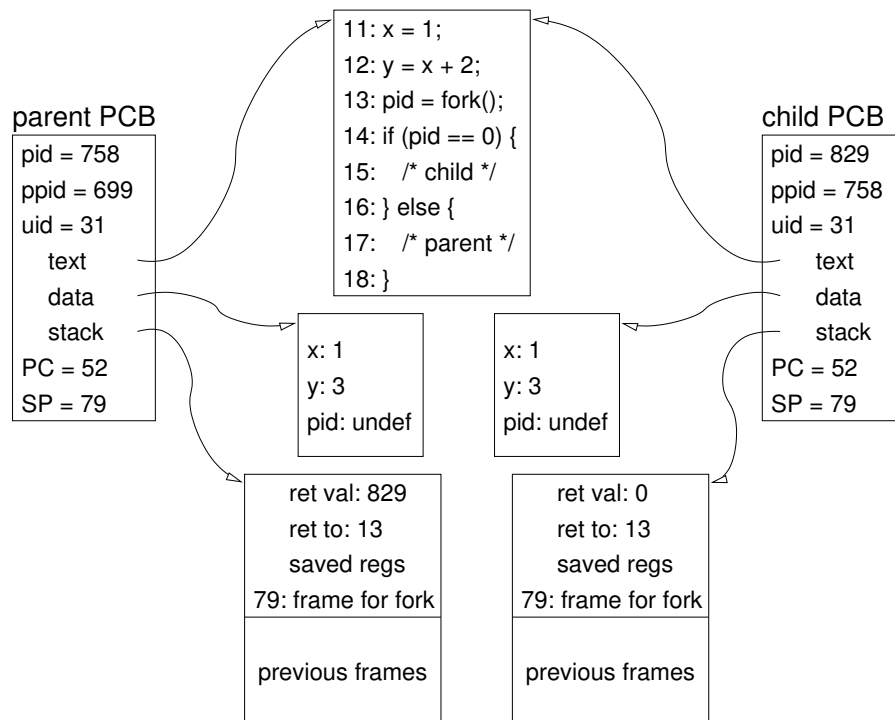 11: x = 1;
12: y = x + 2;
13: pid = fork();
14: if (pid == 0) {
15: /* child */
16: } else {
17: /* parent */
18: }
parent PCB
pid = 758
ppid = 699
uid = 31
text
data
stack
PC = 52
SP = 79
child PCB
pid = 829
ppid = 758
uid = 31
text
data
stack
PC = 52
SP = 79
x: 1
y: 3
pid: undef
x: 1
y: 3
pid: undef
ret val: 829
ret to: 13
saved regs
79: frame for fork
previous frames
ret val: 0
ret to: 13
saved regs
79: frame for fork
previous frames